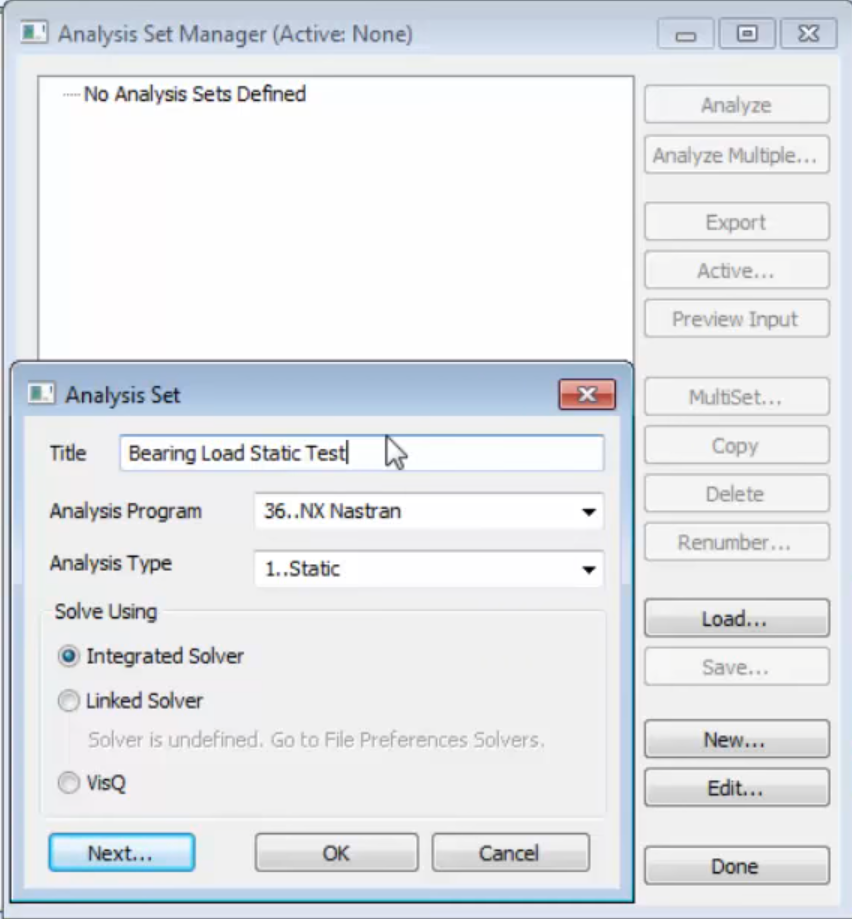 Analysis Set Manager (Active: None)
No Analysis Sets Defined
Analyze
Analyze Multiple...
Export
Active...
Preview Input
MultiSet...
Copy
Delete
Renumber...
Load...
Save...
New...
Edit...
Done
Analysis Set
Title Bearing Load Static Test
Analysis Program 36..NX Nastran
Analysis Type 1..Static
Solve Using
Integrated Solver
Linked Solver
Solver is undefined. Go to File Preferences Solvers.
VisQ
Next... OK Cancel